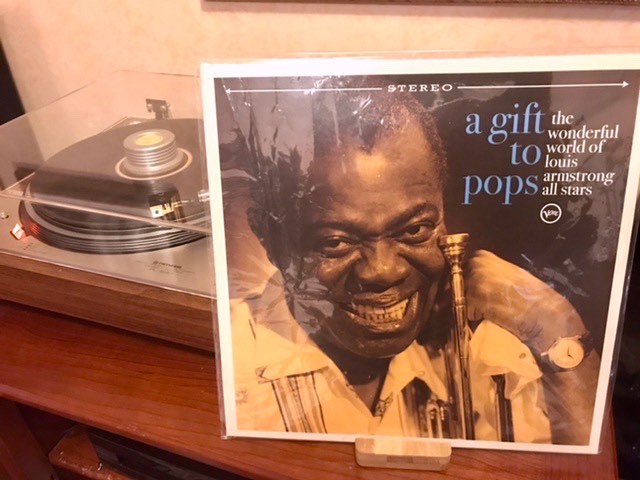 STEREO
a gift
to
pops
the
wonderful
world of
louis
armstrong
all stars
Verve